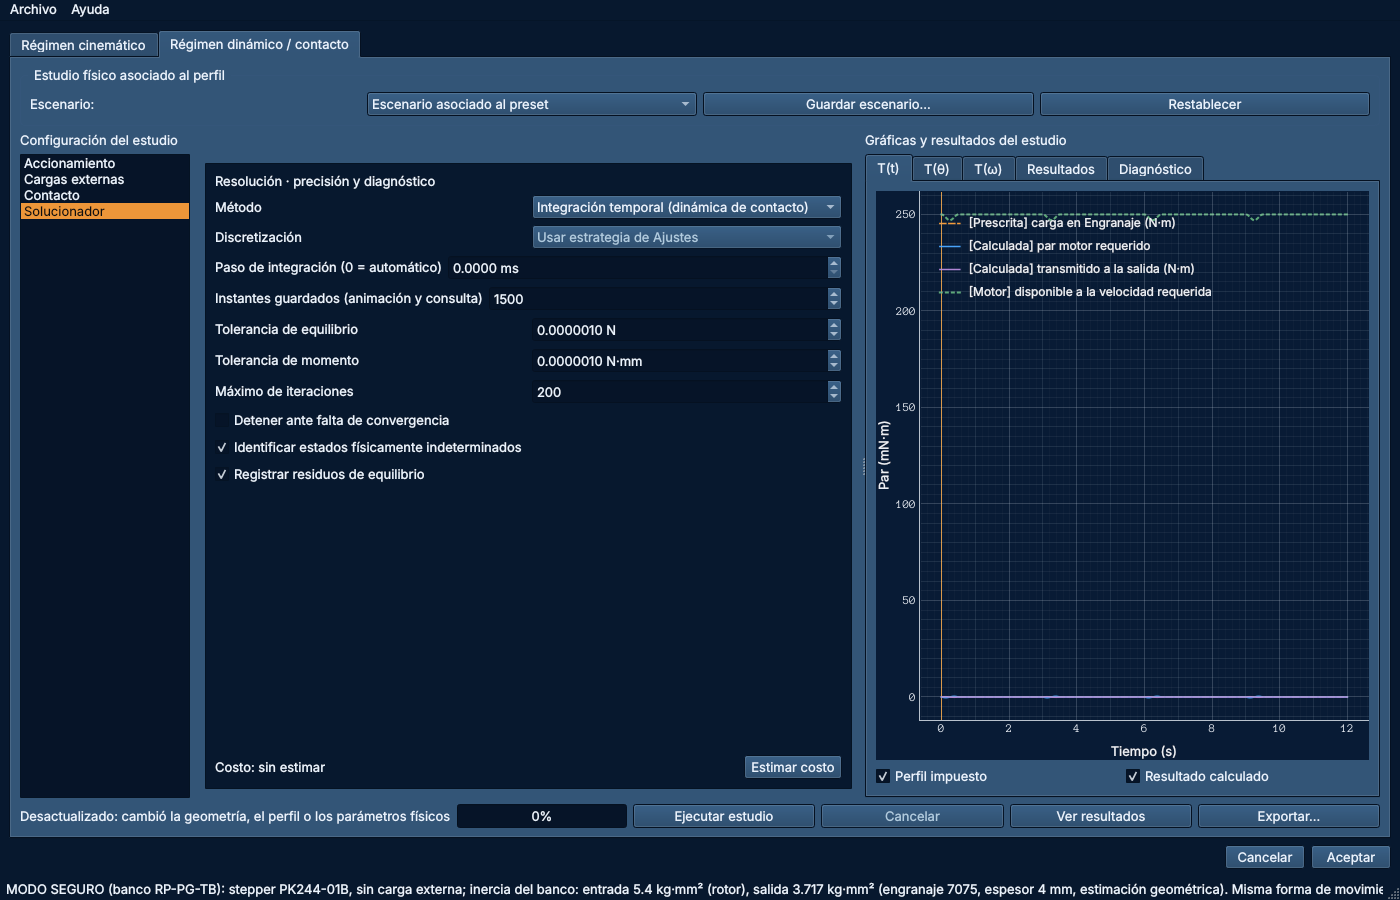 Archivo Ayuda
Régimen cinemático Régimen dinámico / contacto
Estudio físico asociado al perfil
Escenario: Escenario asociado al preset Guardar escenario... Restablecer
Configuración del estudio
Accionamiento
Cargas externas
Contacto
Solucionador
Resolución · precisión y diagnóstico
Método Integración temporal (dinámica de contacto)
Discretización Usar estrategia de Ajustes
Paso de integración (0 = automático) 0.0000 ms
Instantes guardados (animación y consulta) 1500
Tolerancia de equilibrio 0.0000010 N
Tolerancia de momento 0.0000010 N·mm
Máximo de iteraciones 200
Detener ante falta de convergencia
Identificar estados físicamente indeterminados
Registrar residuos de equilibrio
Costo: sin estimar Estimar costo
Gráficas y resultados del estudio
T(t) T(θ) T(ω) Resultados Diagnóstico
[Prescrita] carga en Engranaje (N·m)
[Calculada] par motor requerido
[Calculada] transmitido a la salida (N·m)
[Motor] disponible a la velocidad requerida
250
200
150
100
50
0
Par (mN·m)
0 2 4 6 8 10 12
Tiempo (s)
Perfil impuesto Resultado calculado
Desactualizado: cambió la geometría, el perfil o los parámetros físicos 0% Ejecutar estudio Cancelar Ver resultados Exportar...
Cancelar Aceptar
MODO SEGURO (banco RP-PG-TB): stepper PK244-01B, sin carga externa; inercia del banco: entrada 5.4 kg·mm² (rotor), salida 3.717 kg·mm² (engranaje 7075, espesor 4 mm, estimación geométrica). Misma forma de movimie